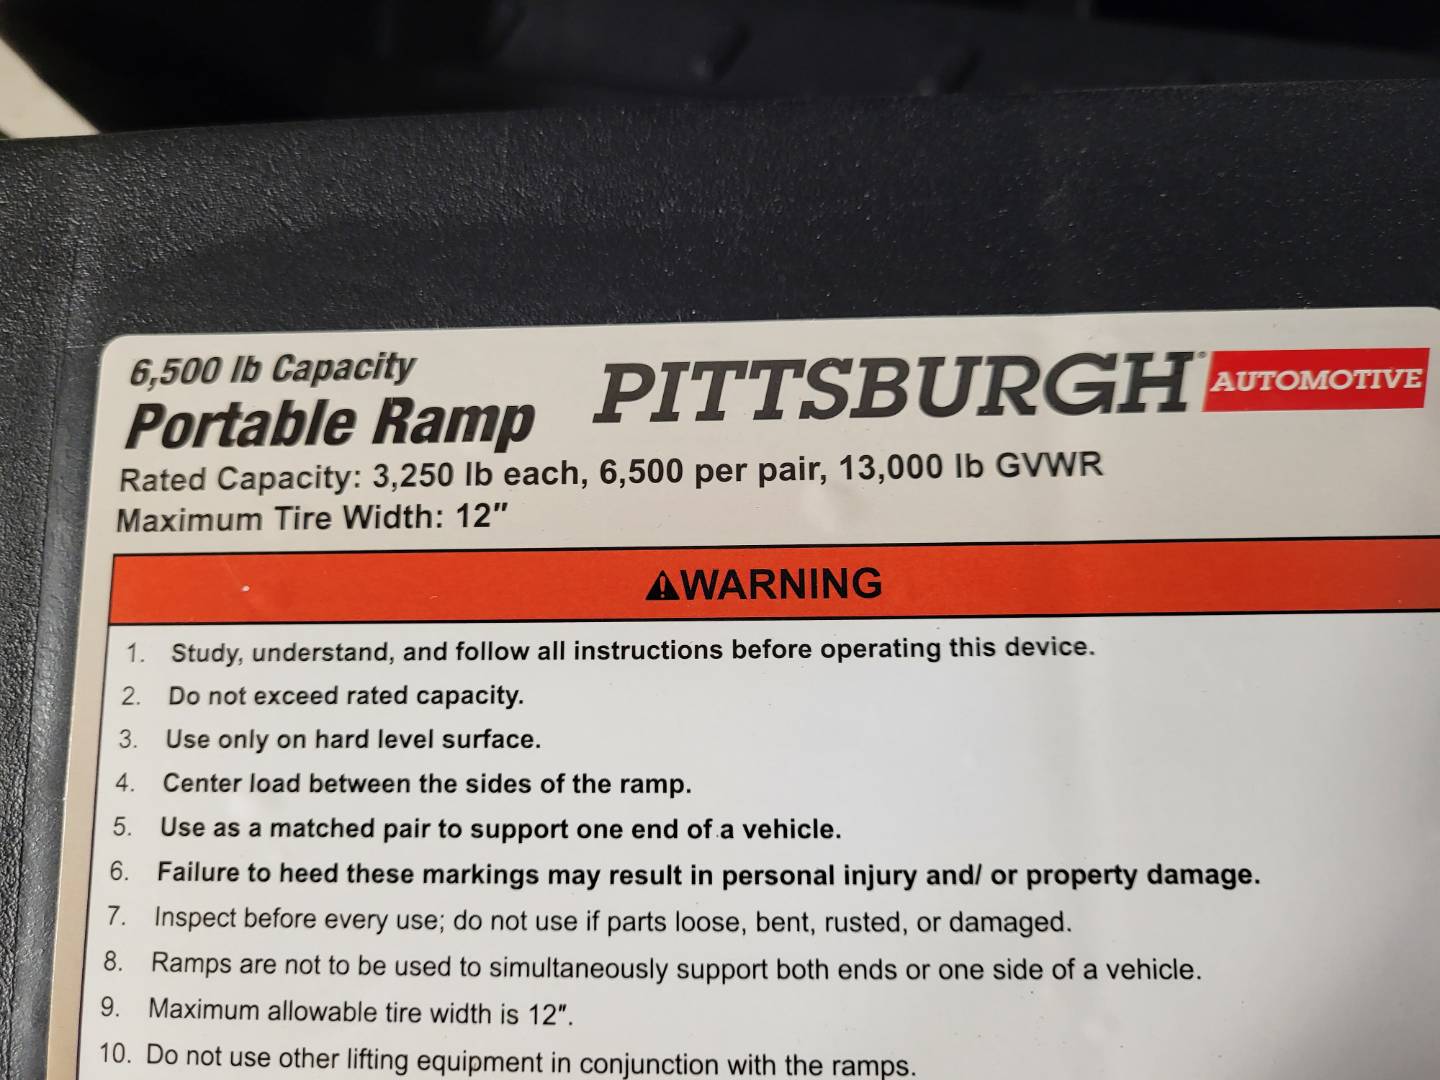 6,500 lb Capacity
Portable Ramp
PITTSBURGH® AUTOMOTIVE
Rated Capacity: 3,250 lb each, 6,500 per pair, 13,000 lb GVWR
Maximum Tire Width: 12"
⚠WARNING
1. Study, understand, and follow all instructions before operating this device.
2. Do not exceed rated capacity.
3. Use only on hard level surface.
4. Center load between the sides of the ramp.
5. Use as a matched pair to support one end of a vehicle.
6. Failure to heed these markings may result in personal injury and/ or property damage.
7. Inspect before every use; do not use if parts loose, bent, rusted, or damaged.
8. Ramps are not to be used to simultaneously support both ends or one side of a vehicle.
9. Maximum allowable tire width is 12".
10. Do not use other lifting equipment in conjunction with the ramps.